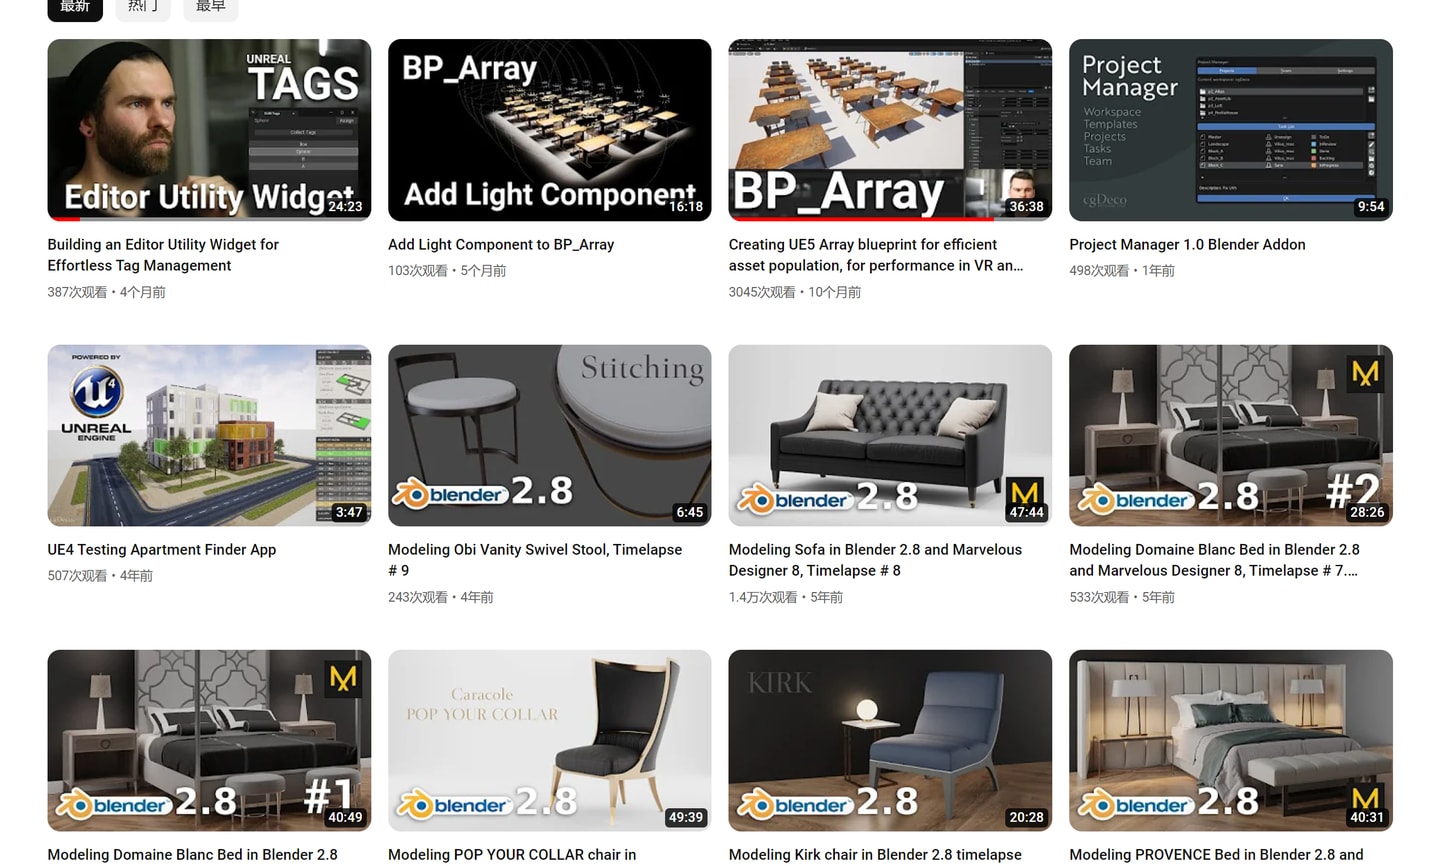 最新
热门
最早
UNREAL
TAGS
Editor Utility Widget
24:23
BP_Array
Add Light Component
16:18
BP_Array
36:38
Project
Manager
Workspace
Templates
Projects
Tasks
Team
cgDeco
9:54
Building an Editor Utility Widget for
Effortless Tag Management
387次观看・4个月前
Add Light Component to BP_Array
103次观看・5个月前
Creating UE5 Array blueprint for efficient
asset population, for performance in VR an…
3045次观看・10个月前
Project Manager 1.0 Blender Addon
498次观看・1年前
POWERED BY
UNREAL
ENGINE
3:47
Stitching
blender 2.8
6:45
blender 2.8
47:44
blender 2.8
#2
28:26
UE4 Testing Apartment Finder App
507次观看・4年前
Modeling Obi Vanity Swivel Stool, Timelapse
# 9
243次观看・4年前
Modeling Sofa in Blender 2.8 and Marvelous
Designer 8, Timelapse # 8
1.4万次观看・5年前
Modeling Domaine Blanc Bed in Blender 2.8
and Marvelous Designer 8, Timelapse # 7.…
533次观看・5年前
blender 2.8
#1
40:49
Caracole
POP YOUR COLLAR
blender 2.8
49:39
KIRK
blender 2.8
20:28
blender 2.8
40:31
Modeling Domaine Blanc Bed in Blender 2.8
Modeling POP YOUR COLLAR chair in
Modeling Kirk chair in Blender 2.8 timelapse
Modeling PROVENCE Bed in Blender 2.8 and